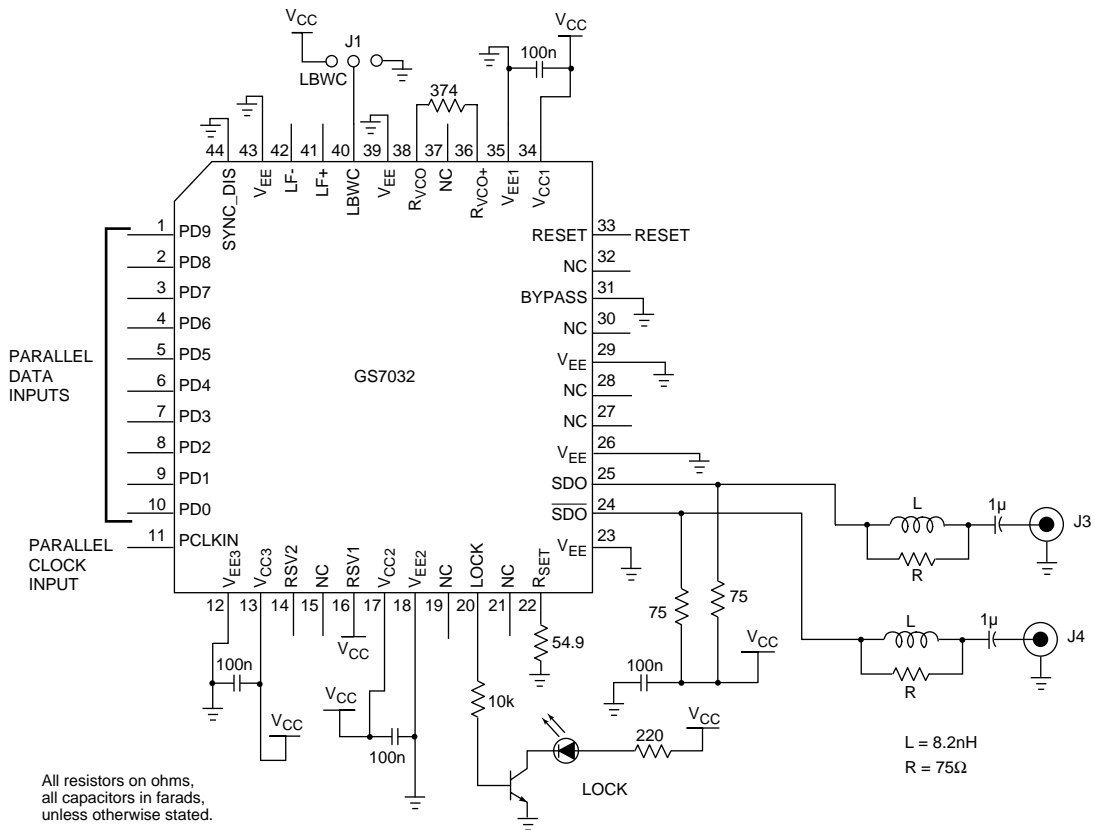 VCC
J1
LBWC
VCC
100n
374
44 43 42 41 40 39 38 37 36 35 34
SYNC_DIS
VEE
LF-
LF+
LBWC
VEE
RVCO
NC
RVCO+
VEE1
VCC1
PARALLEL
DATA
INPUTS
1 PD9
2 PD8
3 PD7
4 PD6
5 PD5
6 PD4
7 PD3
8 PD2
9 PD1
10 PD0
PARALLEL
CLOCK
INPUT
11 PCLKIN
GS7032
RESET 33 RESET
NC 32
BYPASS 31
NC 30
VEE 29
NC 28
NC 27
VEE 26
SDO 25
SDO 24
VEE 23
VEE3
VCC3
RSV2
NC
RSV1
VCC2
VEE2
NC
LOCK
NC
RSET
12 13 14 15 16 17 18 19 20 21 22
100n
VCC
VCC
VCC
100n
10k
54.9
220
VCC
LOCK
75
75
100n
VCC
L
R
1µ
J3
L
R
1µ
J4
L = 8.2nH
R = 75Ω
All resistors on ohms,
all capacitors in farads,
unless otherwise stated.